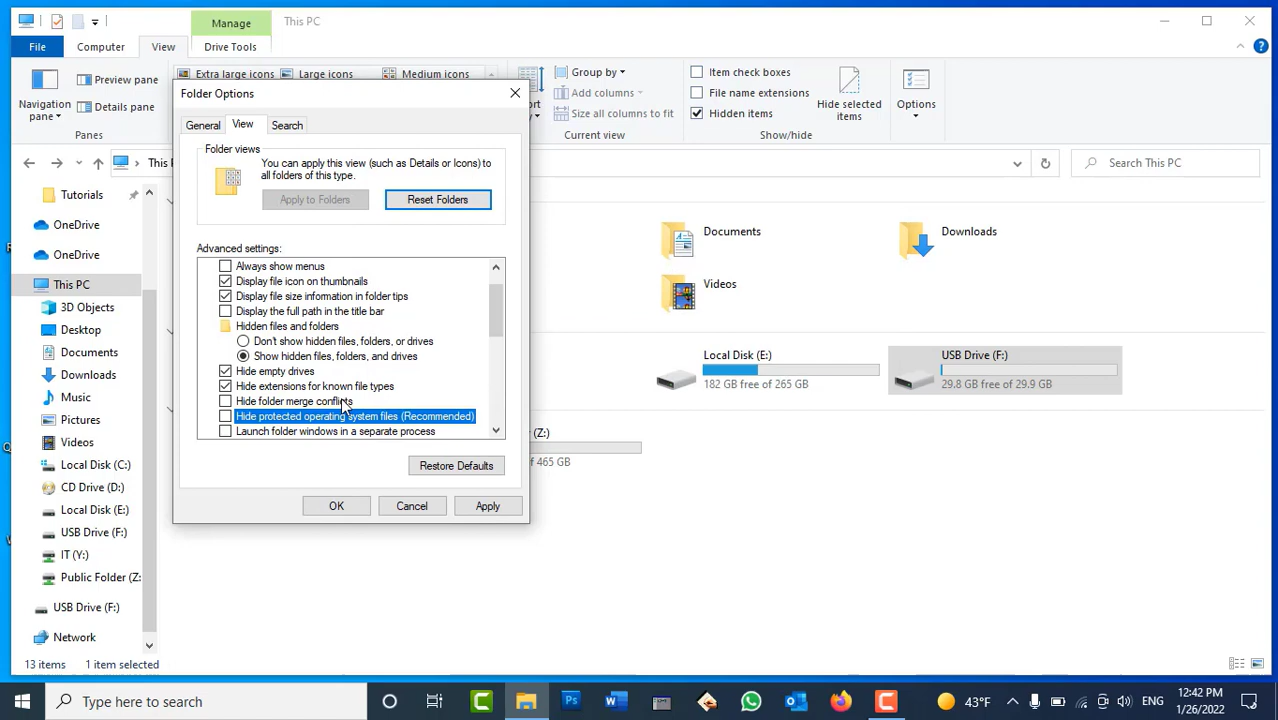 Manage
This PC
File
Computer
View
Drive Tools
Navigation
pane
Preview pane
Details pane
Panes
Extra large icons
Large icons
Medium icons
Group by
Add columns
Size all columns to fit
Current view
Item check boxes
File name extensions
Hidden items
Hide selected
items
Show/hide
Options
Search This PC
Folder Options
General
View
Search
Folder views
You can apply this view (such as Details or Icons) to
all folders of this type.
Apply to Folders
Reset Folders
Advanced settings:
Always show menus
Display file icon on thumbnails
Display file size information in folder tips
Display the full path in the title bar
Hidden files and folders
Don't show hidden files, folders, or drives
Show hidden files, folders, and drives
Hide empty drives
Hide extensions for known file types
Hide folder merge conflicts
Hide protected operating system files (Recommended)
Launch folder windows in a separate process
Restore Defaults
OK
Cancel
Apply
Tutorials
OneDrive
OneDrive
This PC
3D Objects
Desktop
Documents
Downloads
Music
Pictures
Videos
Local Disk (C:)
CD Drive (D:)
Local Disk (E:)
USB Drive (F:)
IT (Y:)
Public Folder (Z:
USB Drive (F:)
Network
Documents
Downloads
Videos
Local Disk (E:)
182 GB free of 265 GB
USB Drive (F:)
29.8 GB free of 29.9 GB
(Z:)
of 465 GB
13 items
1 item selected
Type here to search
43°F
ENG
12:42 PM
1/26/2022